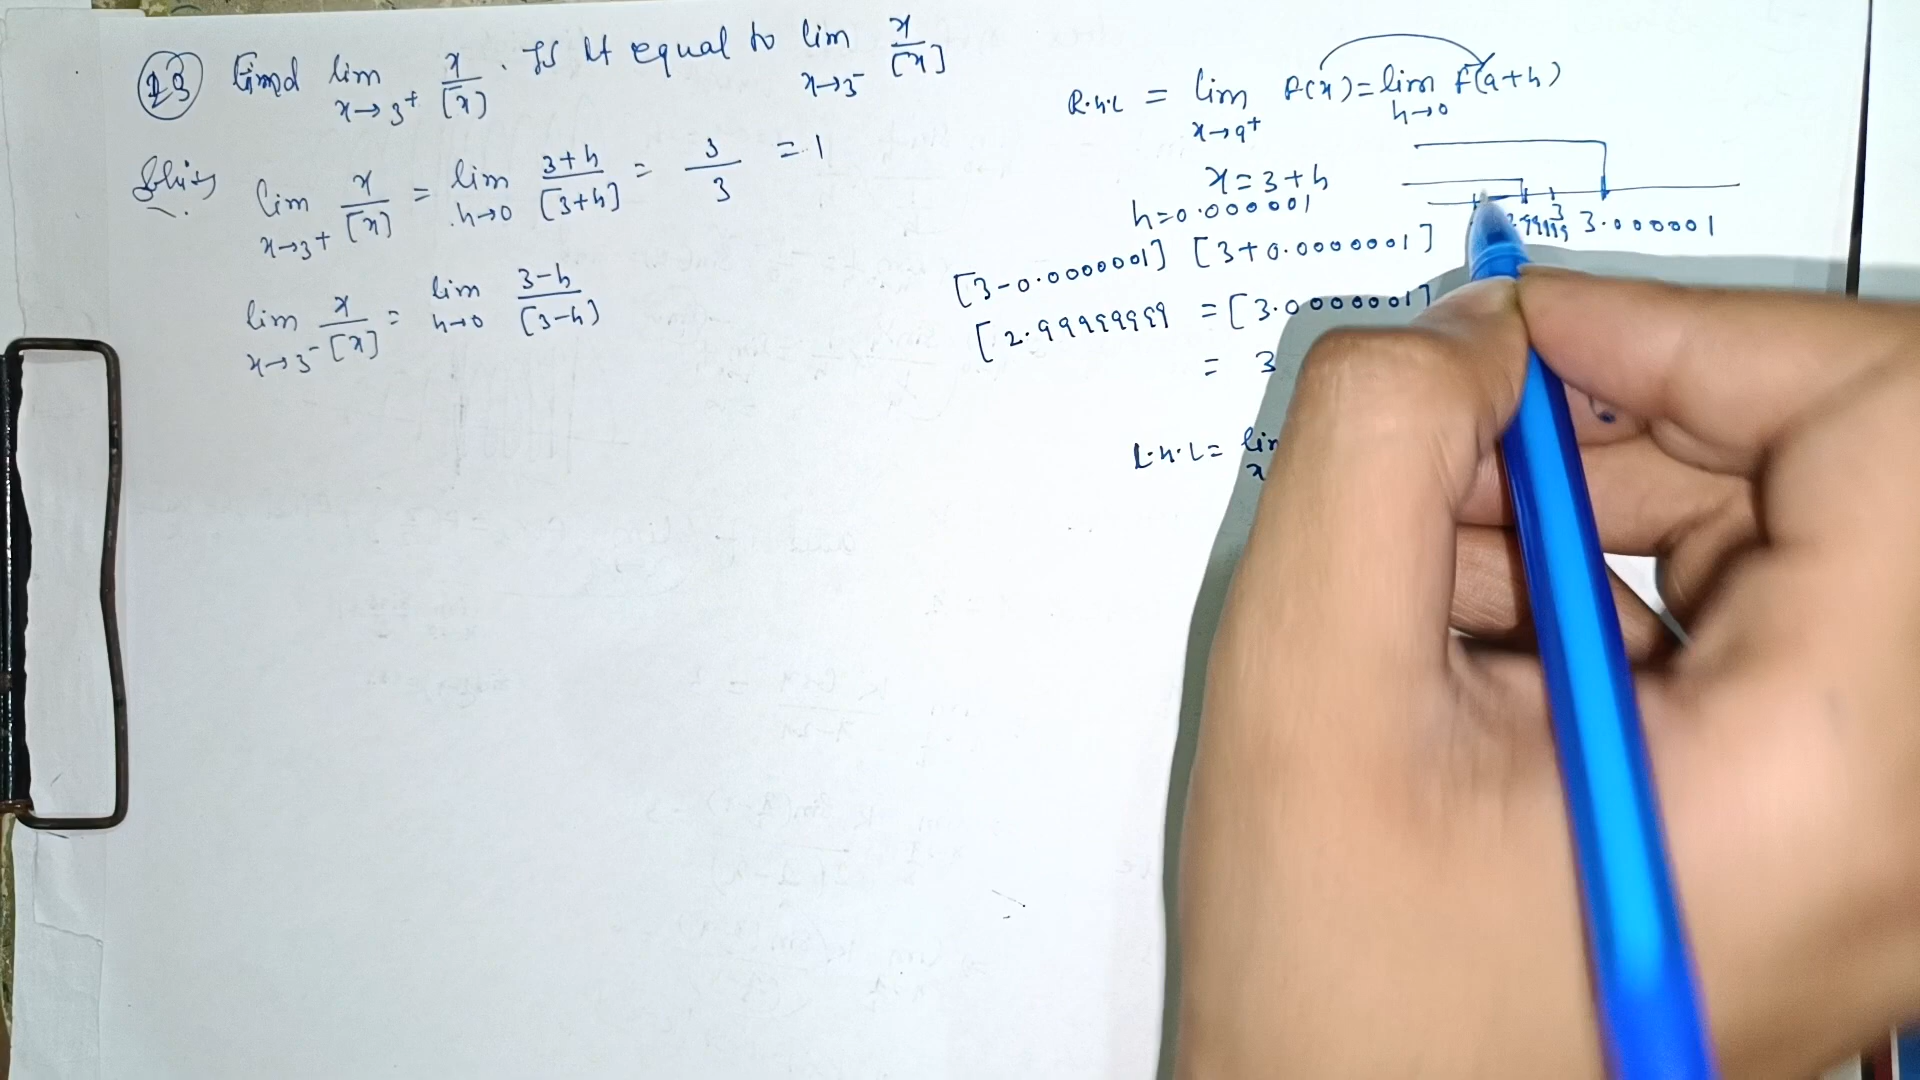 23 Find lim x→3+ x/[x] . Is it equal to lim x→3- x/[x]
lim x→3+ x/[x] = lim h→0 3+h/[3+h] = 3/3 = 1
lim x→3- x/[x] = lim h→0 3-h/[3-h]
R.H.L = lim x→a+ f(x) = lim h→0 f(a+h)
x = 3+h
h=0.000001
3 3.000001
[3-0.0000001] [3+0.0000001]
[2.99999999 = [3.0000001]
= 3
L.H.L = lim x